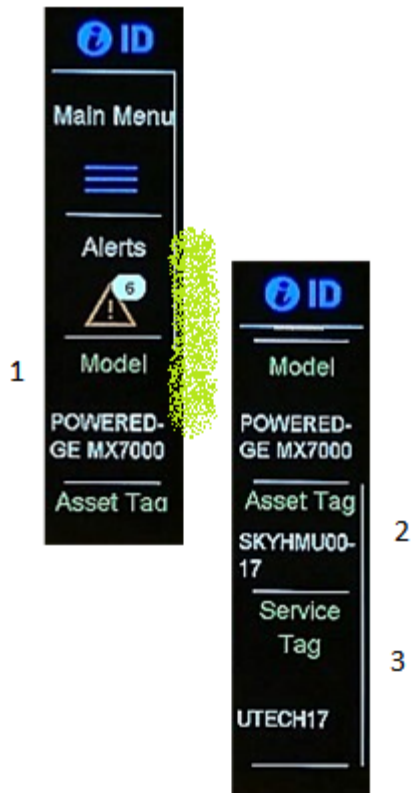 ID
Main Menu
Alerts
6
1
Model
POWERED-
GE MX7000
Asset Tag
ID
Model
POWERED-
GE MX7000
Asset Tag
SKYHMU00-
17
2
Service
Tag
3
UTECH17